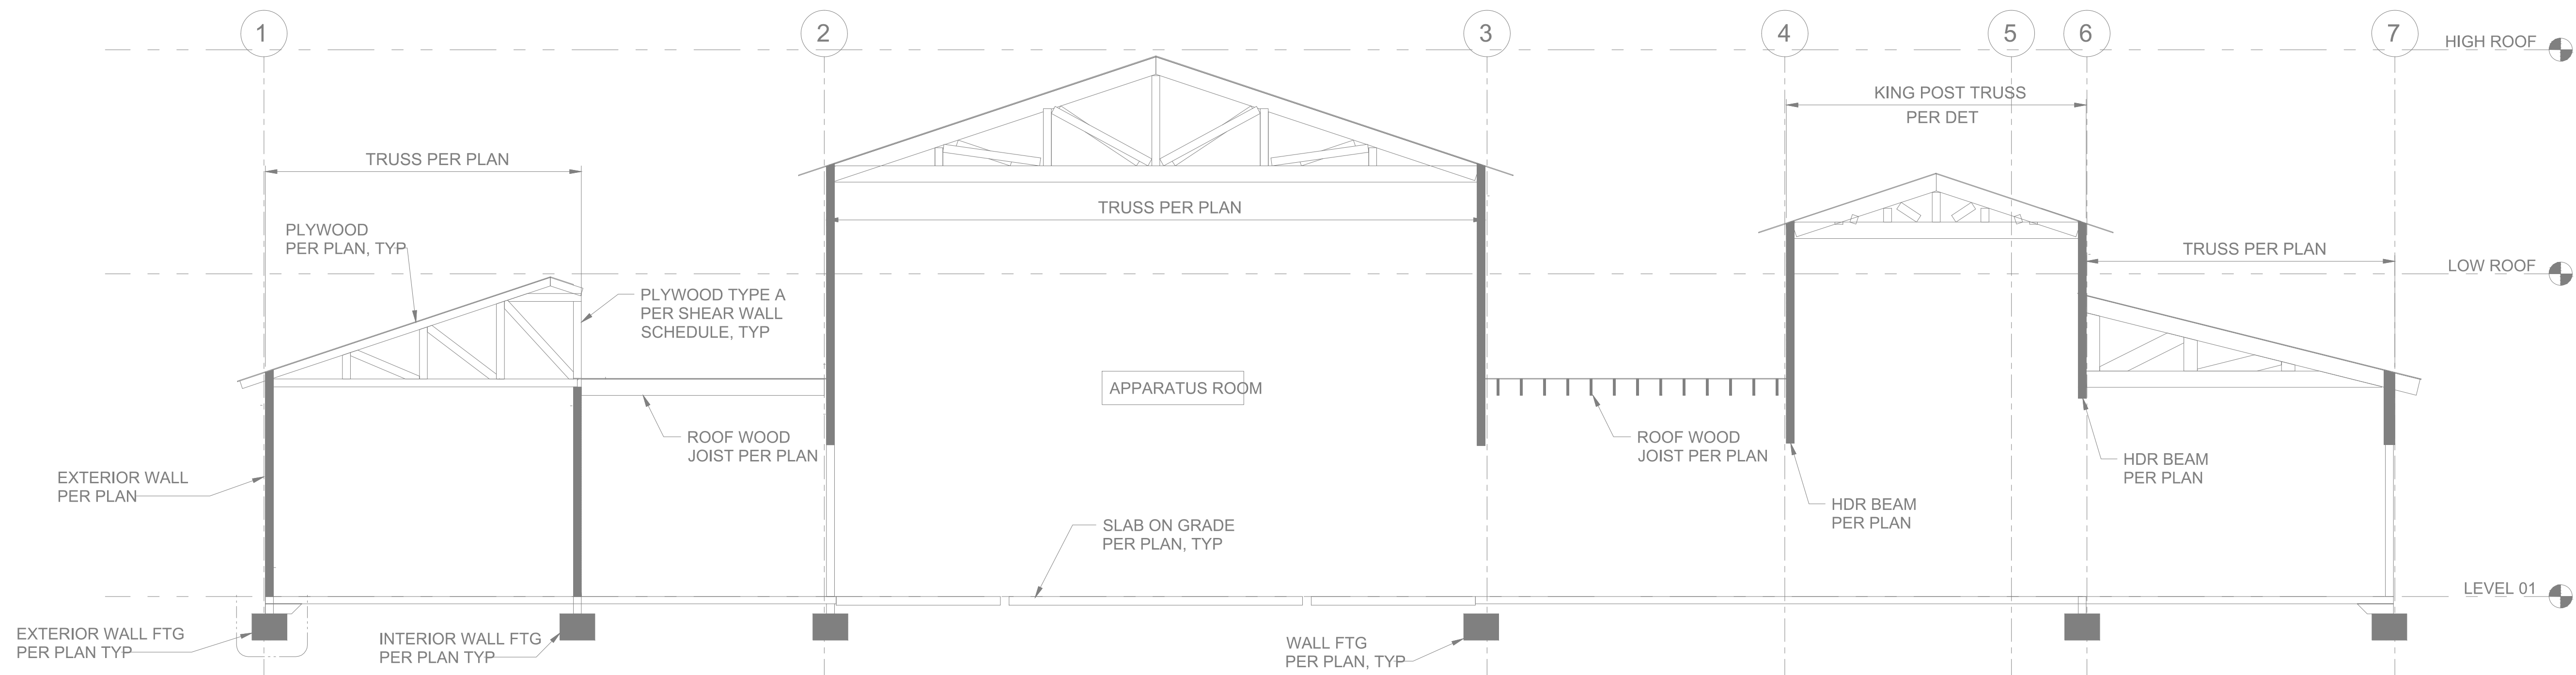 1
2
3
4
5
6
7
HIGH ROOF
KING POST TRUSS
PER DET
TRUSS PER PLAN
TRUSS PER PLAN
PLYWOOD
PER PLAN, TYP
TRUSS PER PLAN
LOW ROOF
PLYWOOD TYPE A
PER SHEAR WALL
SCHEDULE, TYP
APPARATUS ROOM
ROOF WOOD
JOIST PER PLAN
ROOF WOOD
JOIST PER PLAN
EXTERIOR WALL
PER PLAN
HDR BEAM
PER PLAN
HDR BEAM
PER PLAN
SLAB ON GRADE
PER PLAN, TYP
LEVEL 01
EXTERIOR WALL FTG
PER PLAN TYP
INTERIOR WALL FTG
PER PLAN TYP
WALL FTG
PER PLAN, TYP